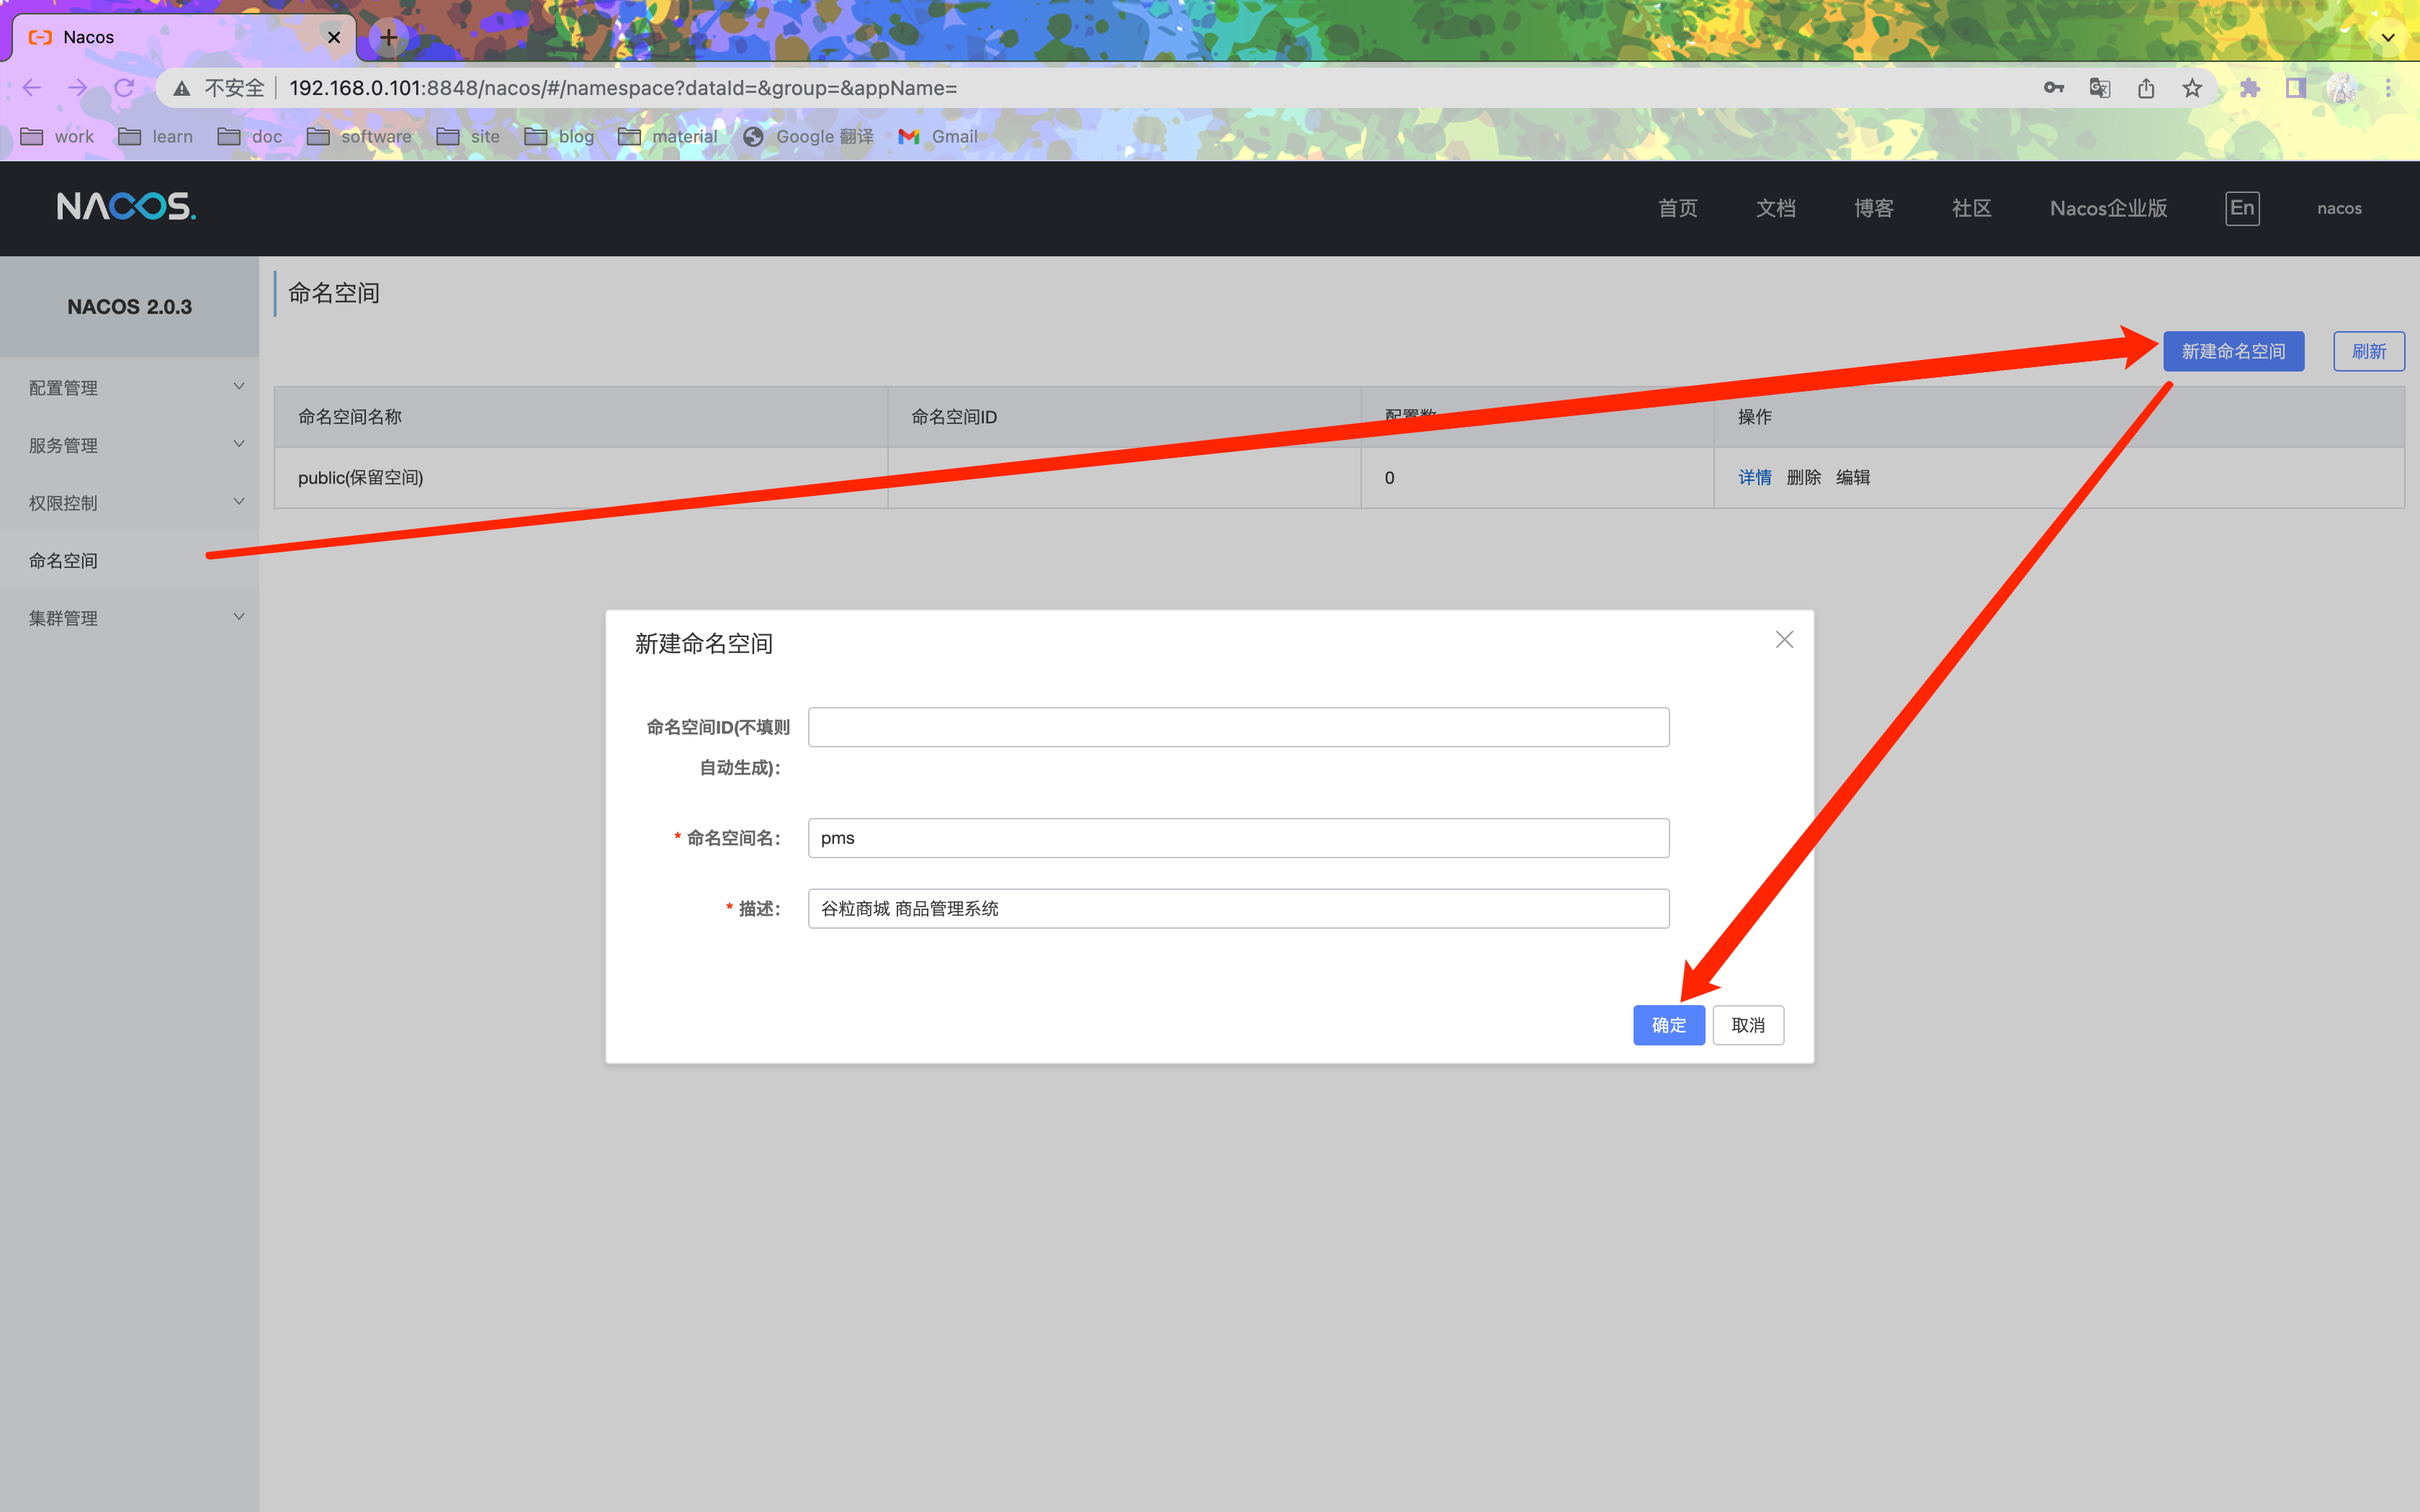 Nacos
不安全 192.168.0.101:8848/nacos/#/namespace?dataId=&group=&appName=
work learn doc software site blog material Google 翻译 Gmail
NACOS. 首页 文档 博客 社区 Nacos企业版 En nacos
NACOS 2.0.3
配置管理
服务管理
权限控制
命名空间
集群管理
命名空间
新建命名空间 刷新
命名空间名称 命名空间ID 配置数 操作
public(保留空间) 0 详情 删除 编辑
新建命名空间
命名空间ID(不填则
自动生成):
* 命名空间名: pms
* 描述: 谷粒商城 商品管理系统
确定 取消